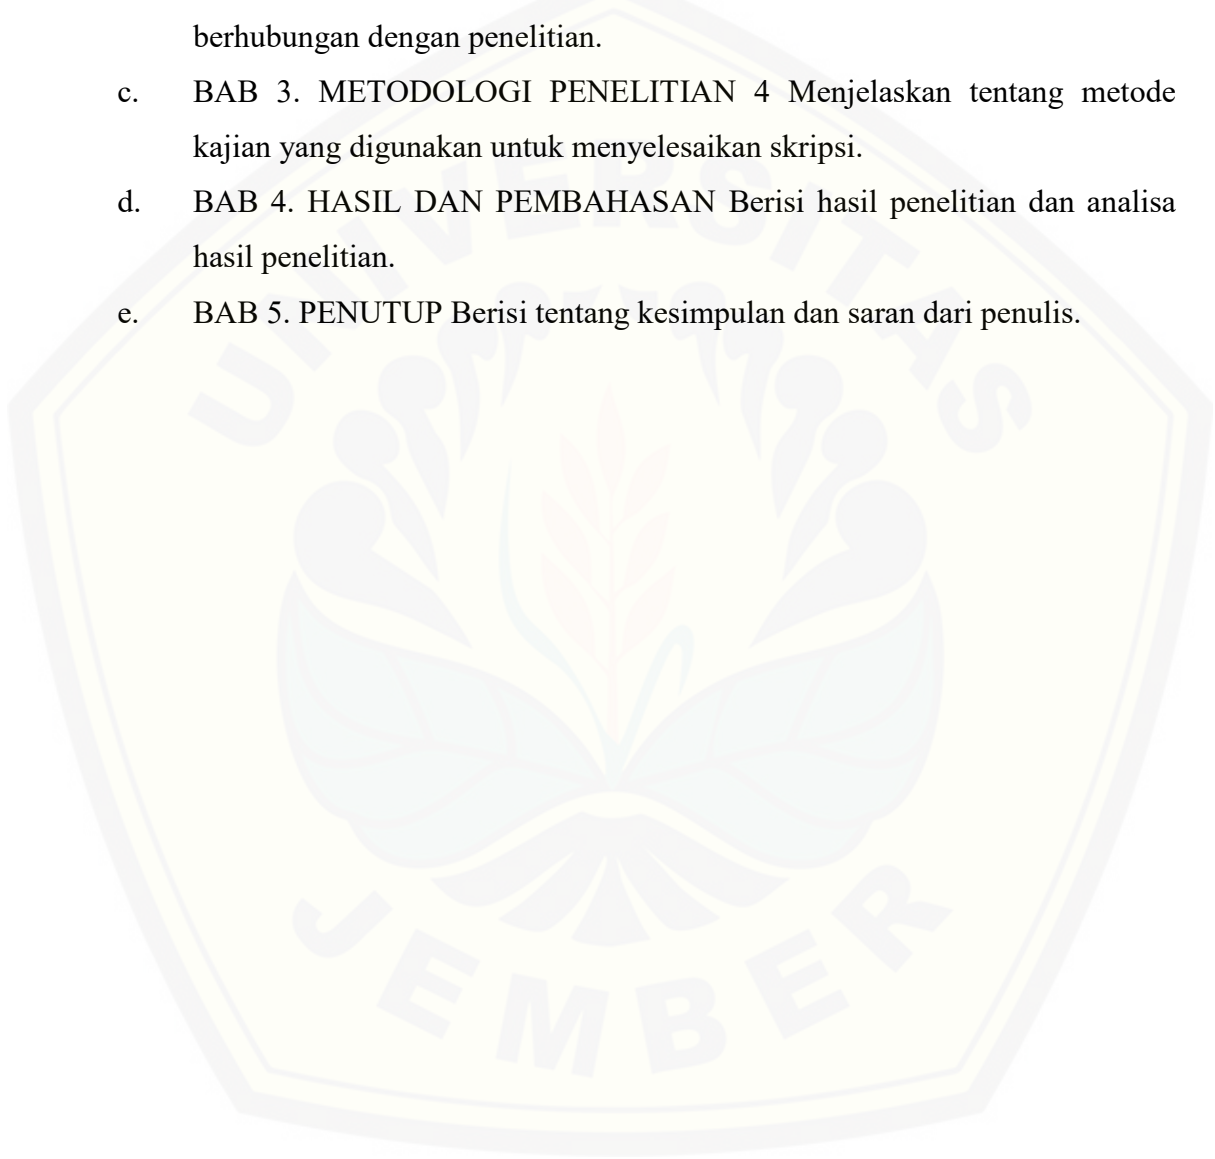 berhubungan dengan penelitian.
c. BAB 3. METODOLOGI PENELITIAN 4 Menjelaskan tentang metode
kajian yang digunakan untuk menyelesaikan skripsi.
d. BAB 4. HASIL DAN PEMBAHASAN Berisi hasil penelitian dan analisa
hasil penelitian.
e. BAB 5. PENUTUP Berisi tentang kesimpulan dan saran dari penulis.
UNIVERSITAS
JEMBER